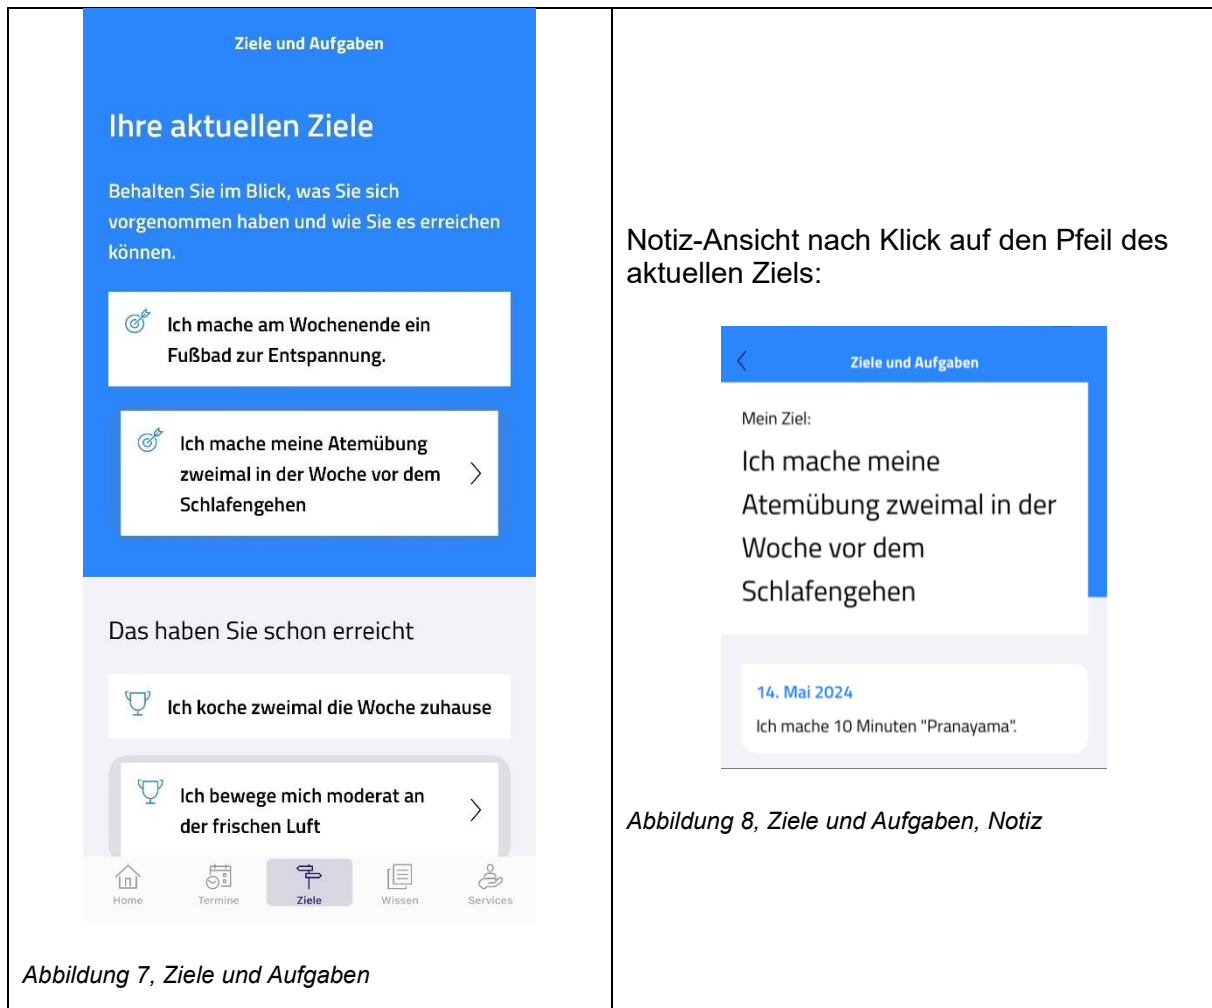 Ziele und Aufgaben
Ihre aktuellen Ziele
Behalten Sie im Blick, was Sie sich
vorgenommen haben und wie Sie es erreichen
können.
Ich mache am Wochenende ein
Fußbad zur Entspannung.
Ich mache meine Atemübung
zweimal in der Woche vor dem
Schlafengehen
Das haben Sie schon erreicht
Ich koche zweimal die Woche zuhause
Ich bewege mich moderat an
der frischen Luft
Home
Termine
Ziele
Wissen
Services
Abbildung 7, Ziele und Aufgaben
Notiz-Ansicht nach Klick auf den Pfeil des
aktuellen Ziels:
Ziele und Aufgaben
Mein Ziel:
Ich mache meine
Atemübung zweimal in der
Woche vor dem
Schlafengehen
14. Mai 2024
Ich mache 10 Minuten "Pranayama".
Abbildung 8, Ziele und Aufgaben, Notiz